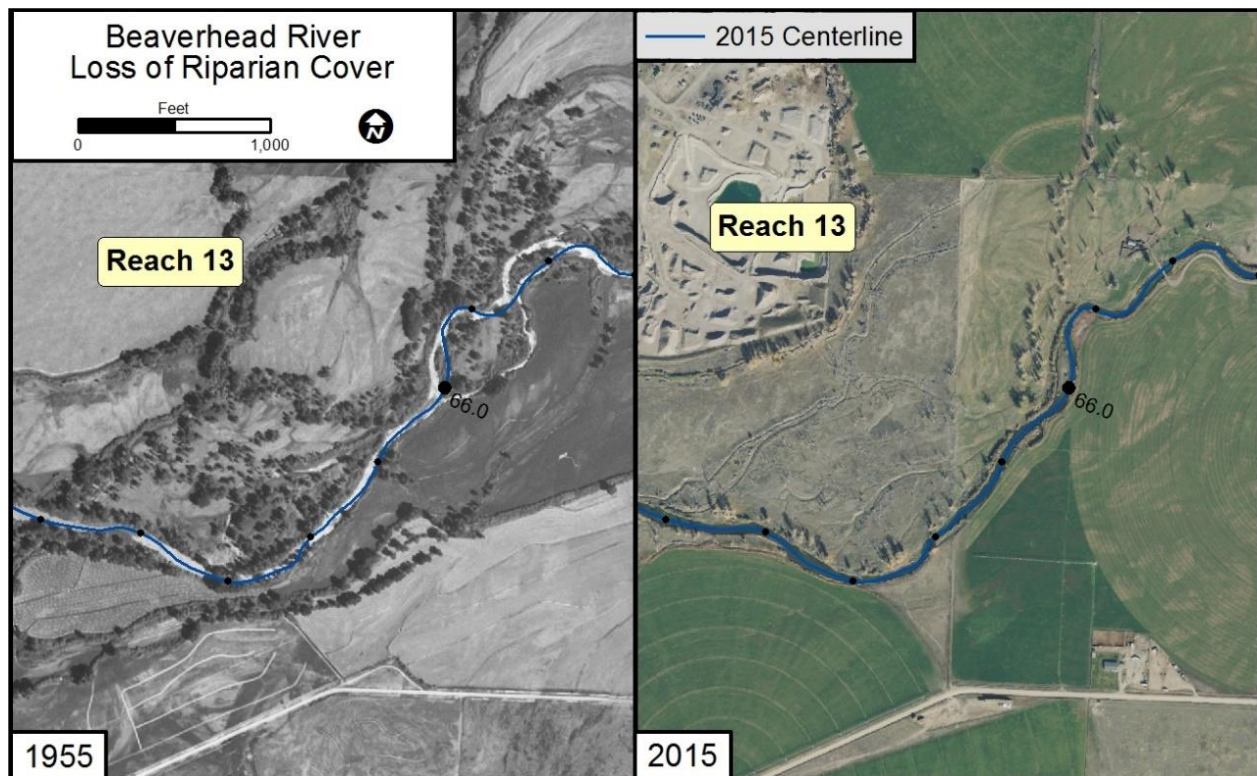 Beaverhead River
Loss of Riparian Cover
Feet
0 1,000
N
Reach 13
66.0
1955
2015 Centerline
Reach 13
66.0
2015